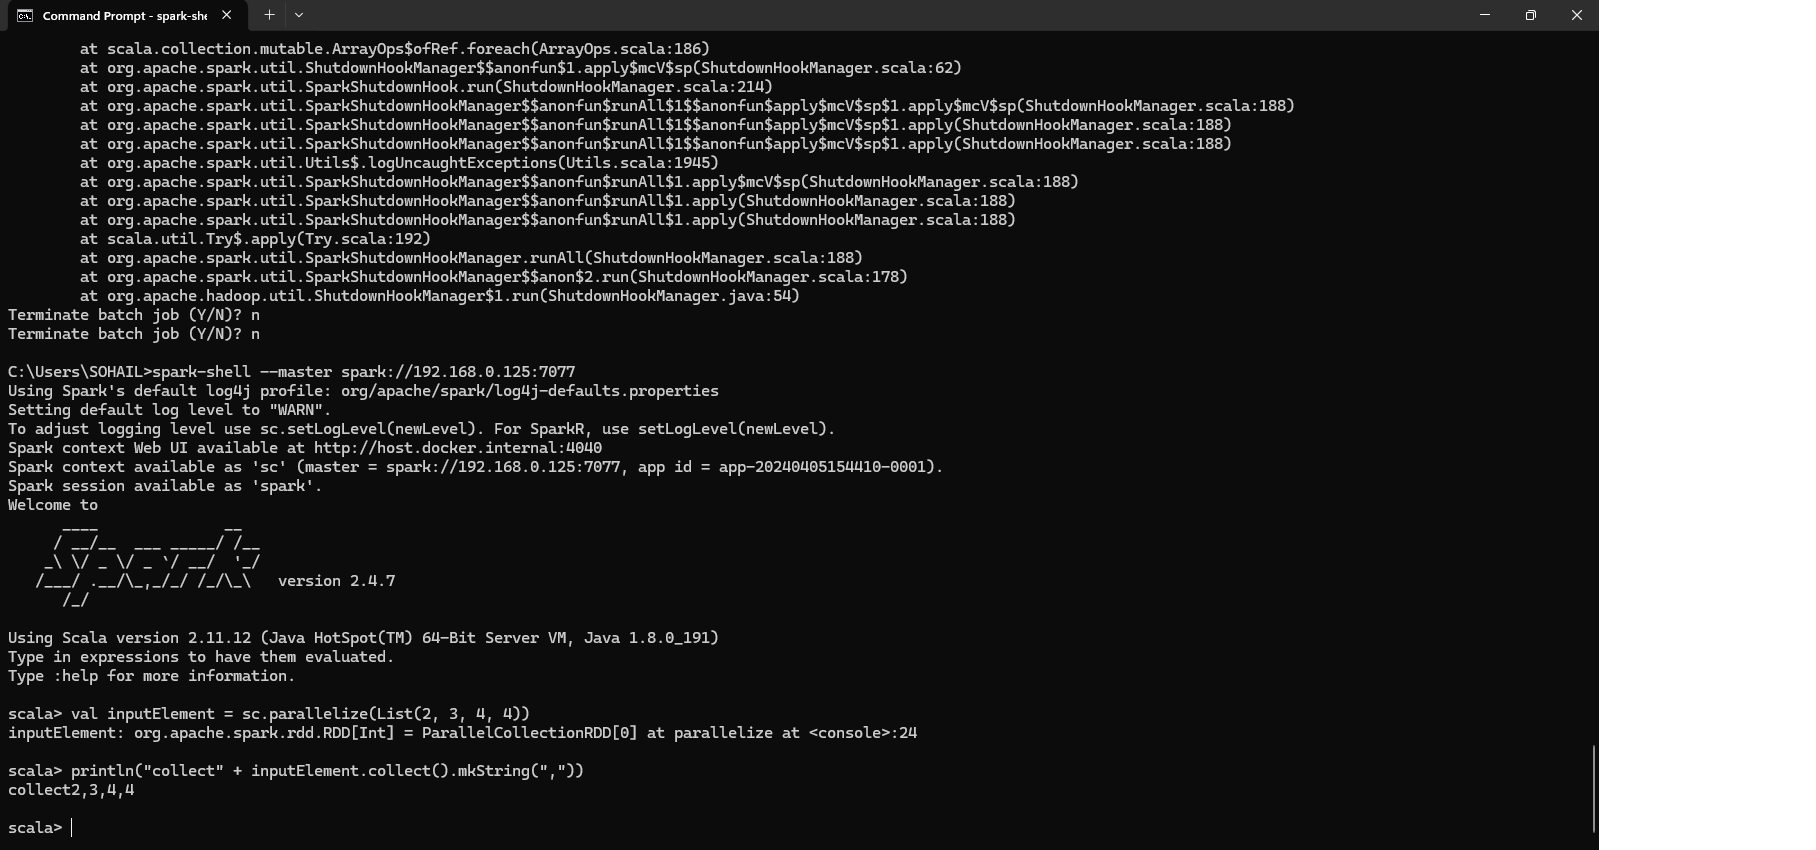 Command Prompt - spark-she
at scala.collection.mutable.ArrayOps$ofRef.foreach(ArrayOps.scala:186)
at org.apache.spark.util.ShutdownHookManager$$anonfun$1.apply$mcV$sp(ShutdownHookManager.scala:62)
at org.apache.spark.util.SparkShutdownHook.run(ShutdownHookManager.scala:214)
at org.apache.spark.util.SparkShutdownHookManager$$anonfun$runAll$1$$anonfun$apply$mcV$sp$1.apply$mcV$sp(ShutdownHookManager.scala:188)
at org.apache.spark.util.SparkShutdownHookManager$$anonfun$runAll$1$$anonfun$apply$mcV$sp$1.apply(ShutdownHookManager.scala:188)
at org.apache.spark.util.SparkShutdownHookManager$$anonfun$runAll$1$$anonfun$apply$mcV$sp$1.apply(ShutdownHookManager.scala:188)
at org.apache.spark.util.Utils$.logUncaughtExceptions(Utils.scala:1945)
at org.apache.spark.util.SparkShutdownHookManager$$anonfun$runAll$1.apply$mcV$sp(ShutdownHookManager.scala:188)
at org.apache.spark.util.SparkShutdownHookManager$$anonfun$runAll$1.apply(ShutdownHookManager.scala:188)
at org.apache.spark.util.SparkShutdownHookManager$$anonfun$runAll$1.apply(ShutdownHookManager.scala:188)
at scala.util.Try$.apply(Try.scala:192)
at org.apache.spark.util.SparkShutdownHookManager.runAll(ShutdownHookManager.scala:188)
at org.apache.spark.util.SparkShutdownHookManager$$anon$2.run(ShutdownHookManager.scala:178)
at org.apache.hadoop.util.ShutdownHookManager$1.run(ShutdownHookManager.java:54)
Terminate batch job (Y/N)? n
Terminate batch job (Y/N)? n
C:\Users\SOHAIL>spark-shell --master spark://192.168.0.125:7077
Using Spark's default log4j profile: org/apache/spark/log4j-defaults.properties
Setting default log level to "WARN".
To adjust logging level use sc.setLogLevel(newLevel). For SparkR, use setLogLevel(newLevel).
Spark context Web UI available at http://host.docker.internal:4040
Spark context available as 'sc' (master = spark://192.168.0.125:7077, app id = app-20240405154410-0001).
Spark session available as 'spark'.
Welcome to
      ____              __
     / __/__  ___ _____/ /__
    _\ \/ _ \/ _ `/ __/  '_/
   /___/ .__/\_,_/_/ /_/\_\   version 2.4.7
      /_/
Using Scala version 2.11.12 (Java HotSpot(TM) 64-Bit Server VM, Java 1.8.0_191)
Type in expressions to have them evaluated.
Type :help for more information.
scala> val inputElement = sc.parallelize(List(2, 3, 4, 4))
inputElement: org.apache.spark.rdd.RDD[Int] = ParallelCollectionRDD[0] at parallelize at <console>:24
scala> println("collect" + inputElement.collect().mkString(","))
collect2,3,4,4
scala>